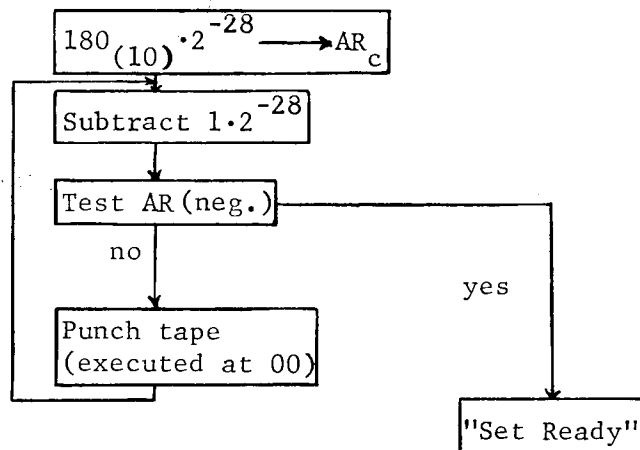 180(10)·2^-28 → ARc
Subtract 1·2^-28
Test AR(neg.)
no
yes
Punch tape
(executed at 00)
"Set Ready"